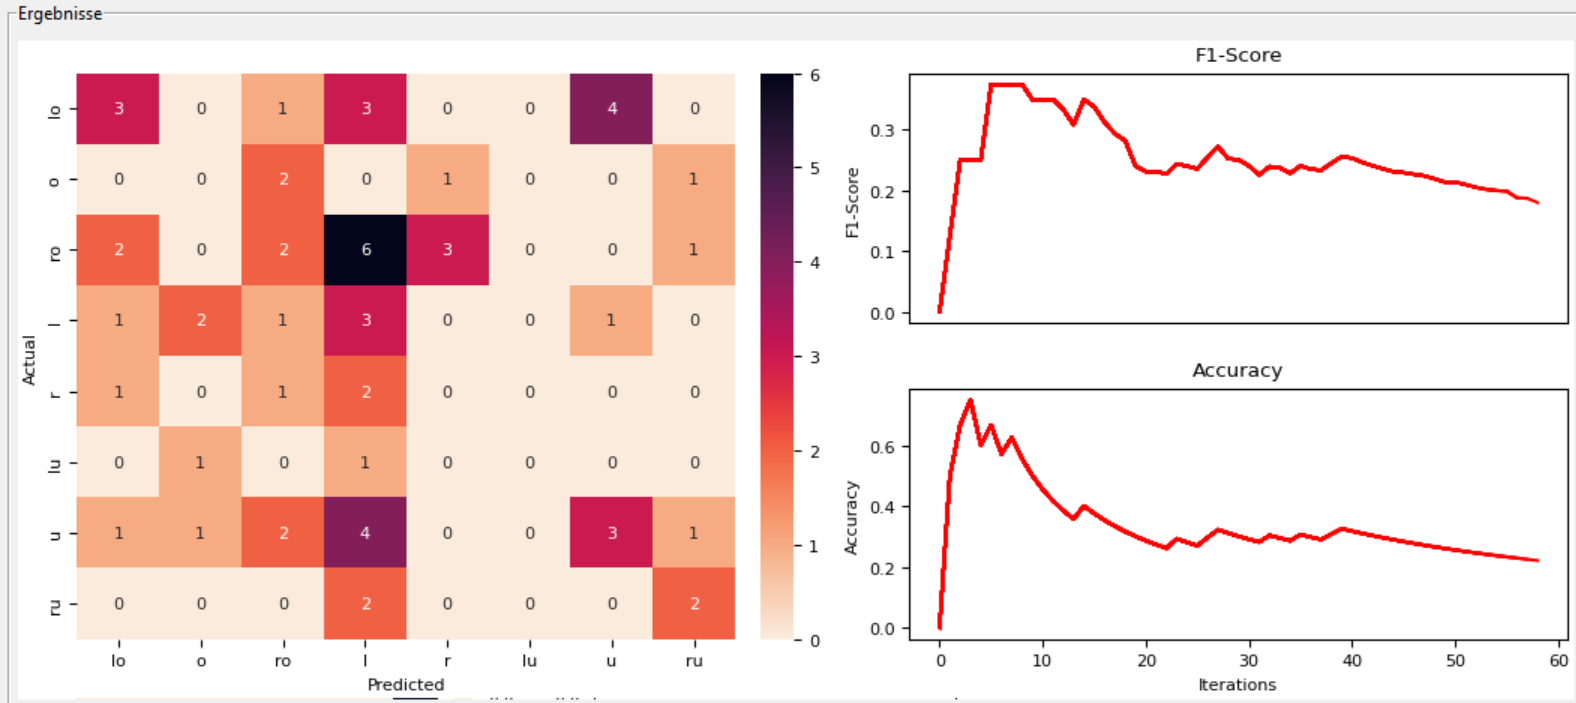 Ergebnisse
lo 3 0 1 3 0 0 4 0
o 0 0 2 0 1 0 0 1
ro 2 0 2 6 3 0 0 1
l 1 2 1 3 0 0 1 0
r 1 0 1 2 0 0 0 0
lu 0 1 0 1 0 0 0 0
u 1 1 2 4 0 0 3 1
ru 0 0 0 2 0 0 0 2
Actual
lo o ro l r lu u ru
Predicted
6
5
4
3
2
1
0
F1-Score
F1-Score
0.3
0.2
0.1
0.0
Accuracy
Accuracy
0.6
0.4
0.2
0.0
0 10 20 30 40 50 60
Iterations